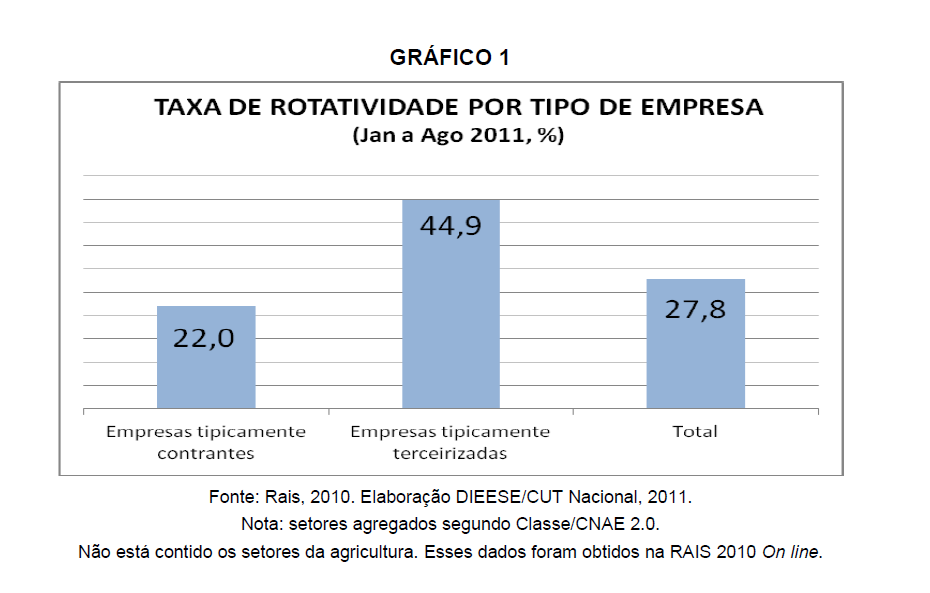 GRÁFICO 1
TAXA DE ROTATIVIDADE POR TIPO DE EMPRESA
(Jan a Ago 2011, %)
22,0
44,9
27,8
Empresas tipicamente
contrantes
Empresas tipicamente
terceirizadas
Total
Fonte: Rais, 2010. Elaboração DIEESE/CUT Nacional, 2011.
Nota: setores agregados segundo Classe/CNAE 2.0.
Não está contido os setores da agricultura. Esses dados foram obtidos na RAIS 2010 On line.